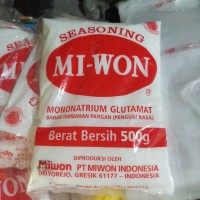 SEASONING
MI-WON
®
MONONATRIUM GLUTAMAT
BAHAN TAMBAHAN PANGAN (PENGUAT RASA)
Berat Bersih 500g
DIPRODUKSI OLEH
Miwon PT MIWON INDONESIA
DRIYOREJO, GRESIK 61177 - INDONESIA